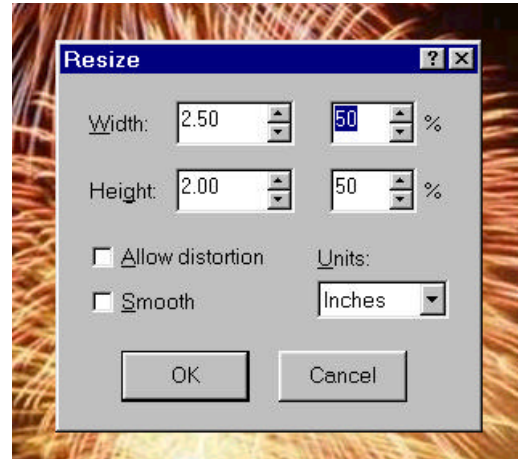 Resize
Width: 2.50 50 %
Height: 2.00 50 %
Allow distortion Units:
Smooth Inches
OK Cancel